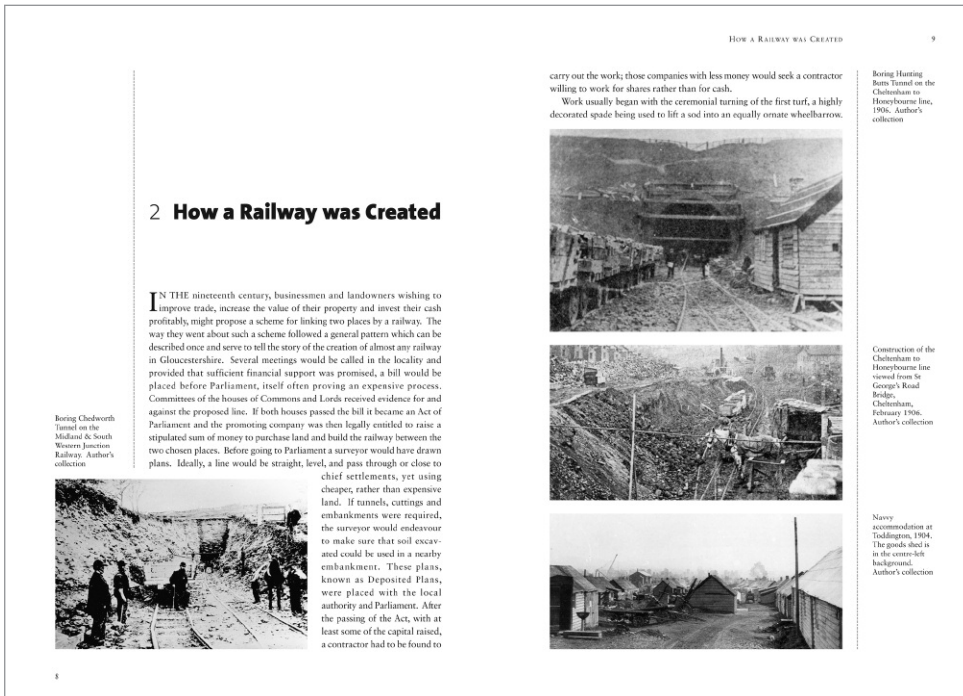 2 How a Railway was Created
IN THE nineteenth century, businessmen and landowners wishing to
improve trade, increase the value of their property and invest their cash
profitably, might propose a scheme for linking two places by a railway. The
way they went about such a scheme followed a general pattern which can be
described once and serve to tell the story of the creation of almost any railway
in Gloucestershire. Several meetings would be called in the locality and
provided that sufficient financial support was promised, a bill would be
placed before Parliament, itself often proving an expensive process.
Committees of the houses of Commons and Lords received evidence for and
against the proposed line. If both houses passed the bill it became an Act of
Parliament and the promoting company was then legally entitled to raise a
stipulated sum of money to purchase land and build the railway between the
two chosen places. Before going to Parliament a surveyor would have drawn
plans. Ideally, a line would be straight, level, and pass through or close to
chief settlements, yet using
cheaper, rather than expensive
land. If tunnels, cuttings and
embankments were required,
the surveyor would endeavour
to make sure that soil excav-
ated could be used in a nearby
embankment. These plans,
known as Deposited Plans,
were placed with the local
authority and Parliament. After
the passing of the Act, with at
least some of the capital raised,
a contractor had to be found to
Boring Chedworth
Tunnel on the
Midland & South
Western Junction
Railway. Author's
collection
8
How a Railway was Created
9
carry out the work; those companies with less money would seek a contractor
willing to work for shares rather than for cash.
Work usually began with the ceremonial turning of the first turf, a highly
decorated spade being used to lift a sod into an equally ornate wheelbarrow.
Boring Hunting
Butts Tunnel on the
Cheltenham to
Honeybourne line,
1906. Author's
collection
Construction of the
Cheltenham to
Honeybourne line
viewed from St
George's Road
Bridge,
Cheltenham,
February 1906.
Author's collection
Navvy
accommodation at
Toddington, 1904.
The goods shed is
in the centre-left
background.
Author's collection